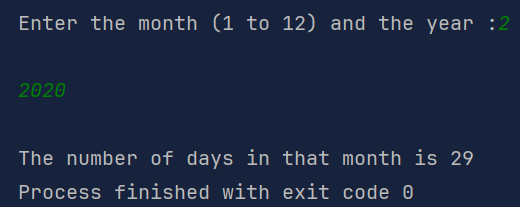 Enter the month (1 to 12) and the year :2
2020
The number of days in that month is 29
Process finished with exit code 0